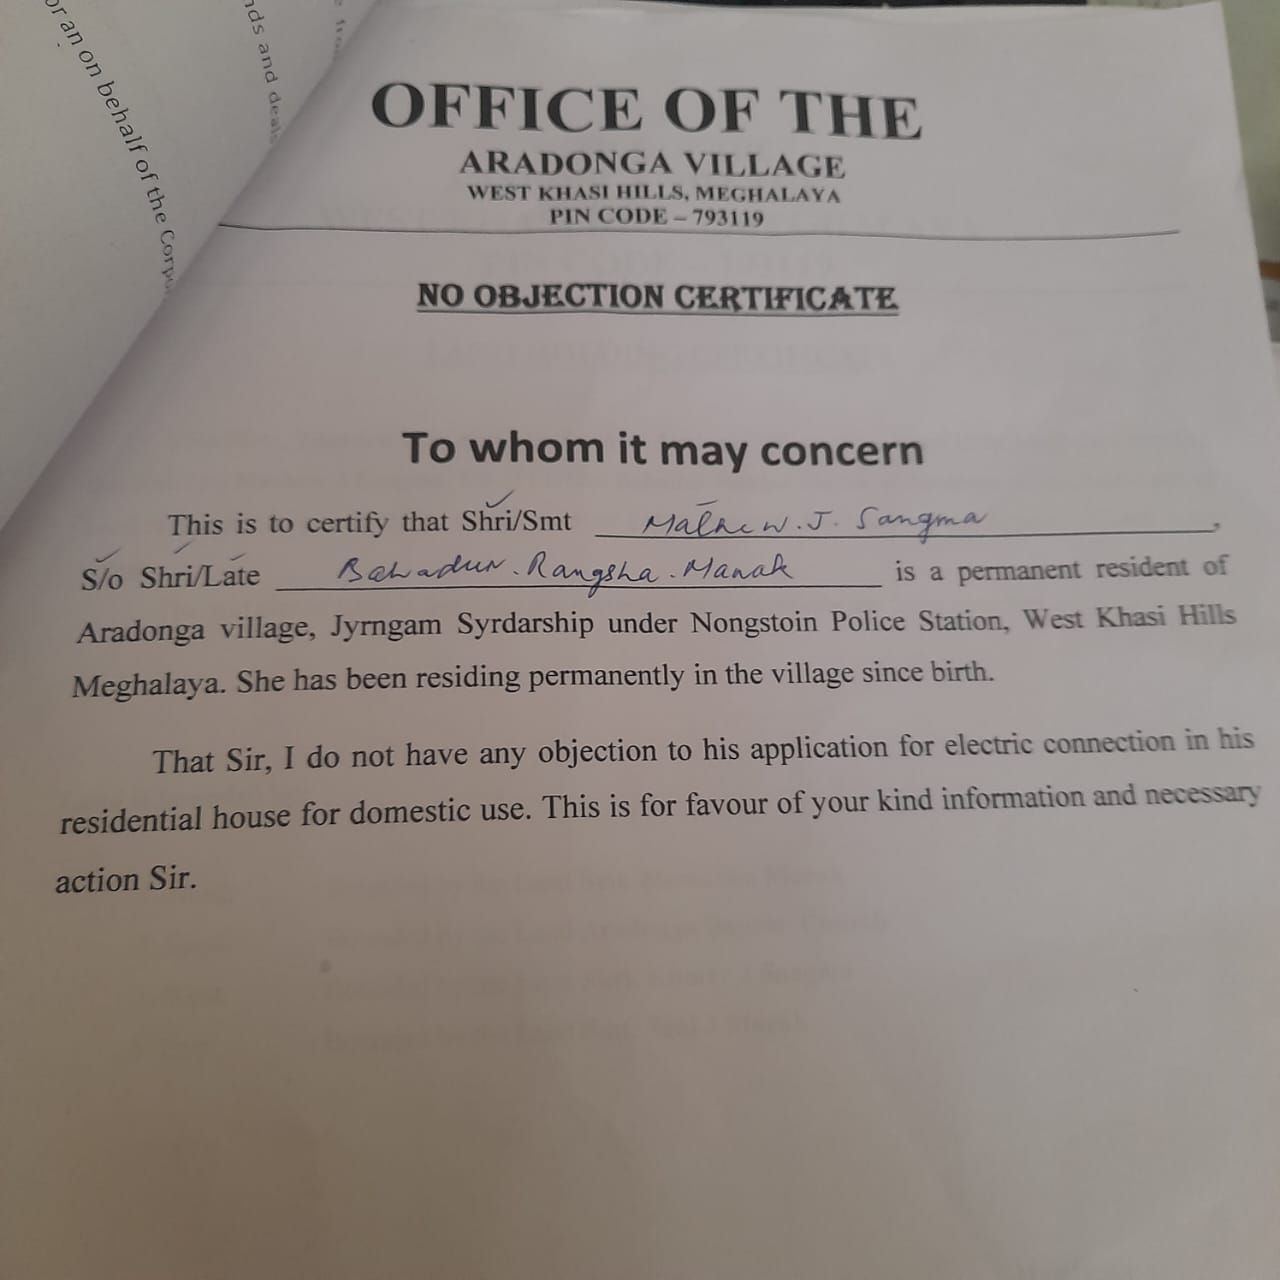 or an on behalf of the Corpo
nds and deals
OFFICE OF THE
ARADONGA VILLAGE
WEST KHASI HILLS, MEGHALAYA
PIN CODE – 793119
NO OBJECTION CERTIFICATE
To whom it may concern
This is to certify that Shri/Smt Mathew. J. Sangma,
S/o Shri/Late Bahadur. Rangsha. Marak is a permanent resident of
Aradonga village, Jyrngam Syrdarship under Nongstoin Police Station, West Khasi Hills
Meghalaya. She has been residing permanently in the village since birth.
That Sir, I do not have any objection to his application for electric connection in his
residential house for domestic use. This is for favour of your kind information and necessary
action Sir.